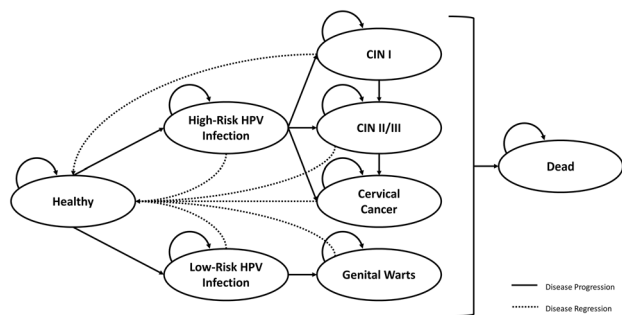 CIN I
High-Risk HPV
Infection
CIN II/III
Dead
Healthy
Cervical
Cancer
Low-Risk HPV
Infection
Genital Warts
Disease Progression
Disease Regression